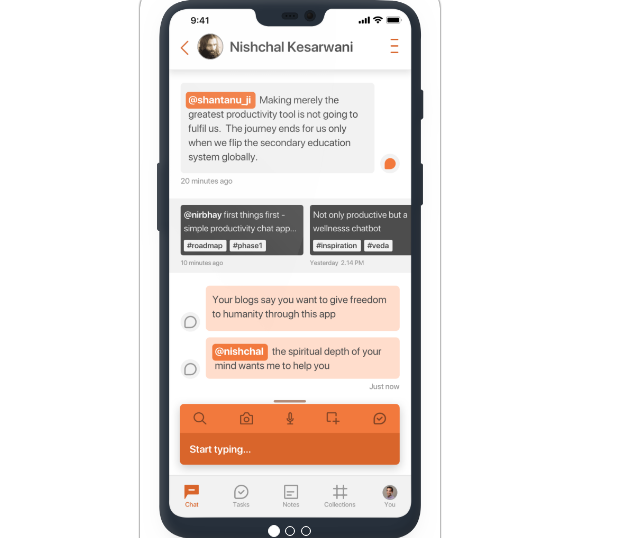 9:41
Nishchal Kesarwani
@shantanu_ji Making merely the
greatest productivity tool is not going to
fulfil us. The journey ends for us only
when we flip the secondary education
system globally.
20 minutes ago
@nirbhay first things first -
simple productivity chat app...
#roadmap #phase1
10 minutes ago
Not only productive but a
wellnesss chatbot
#Inspiration #veda
Yesterday 2.14 PM
Your blogs say you want to give freedom
to humanity through this app
@nishchal the spiritual depth of your
mind wants me to help you
Just now
Start typing...
Chat Tasks Notes Collections You